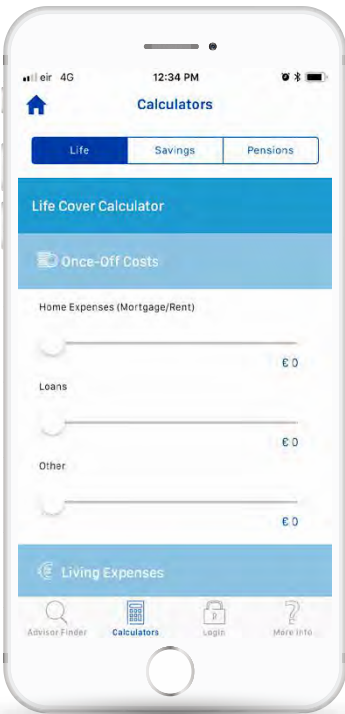 eir 4G 12:34 PM
Calculators
Life Savings Pensions
Life Cover Calculator
Once-Off Costs
Home Expenses (Mortgage/Rent)
€ 0
Loans
€ 0
Other
€ 0
Living Expenses
Advisor Finder Calculators Login More Info